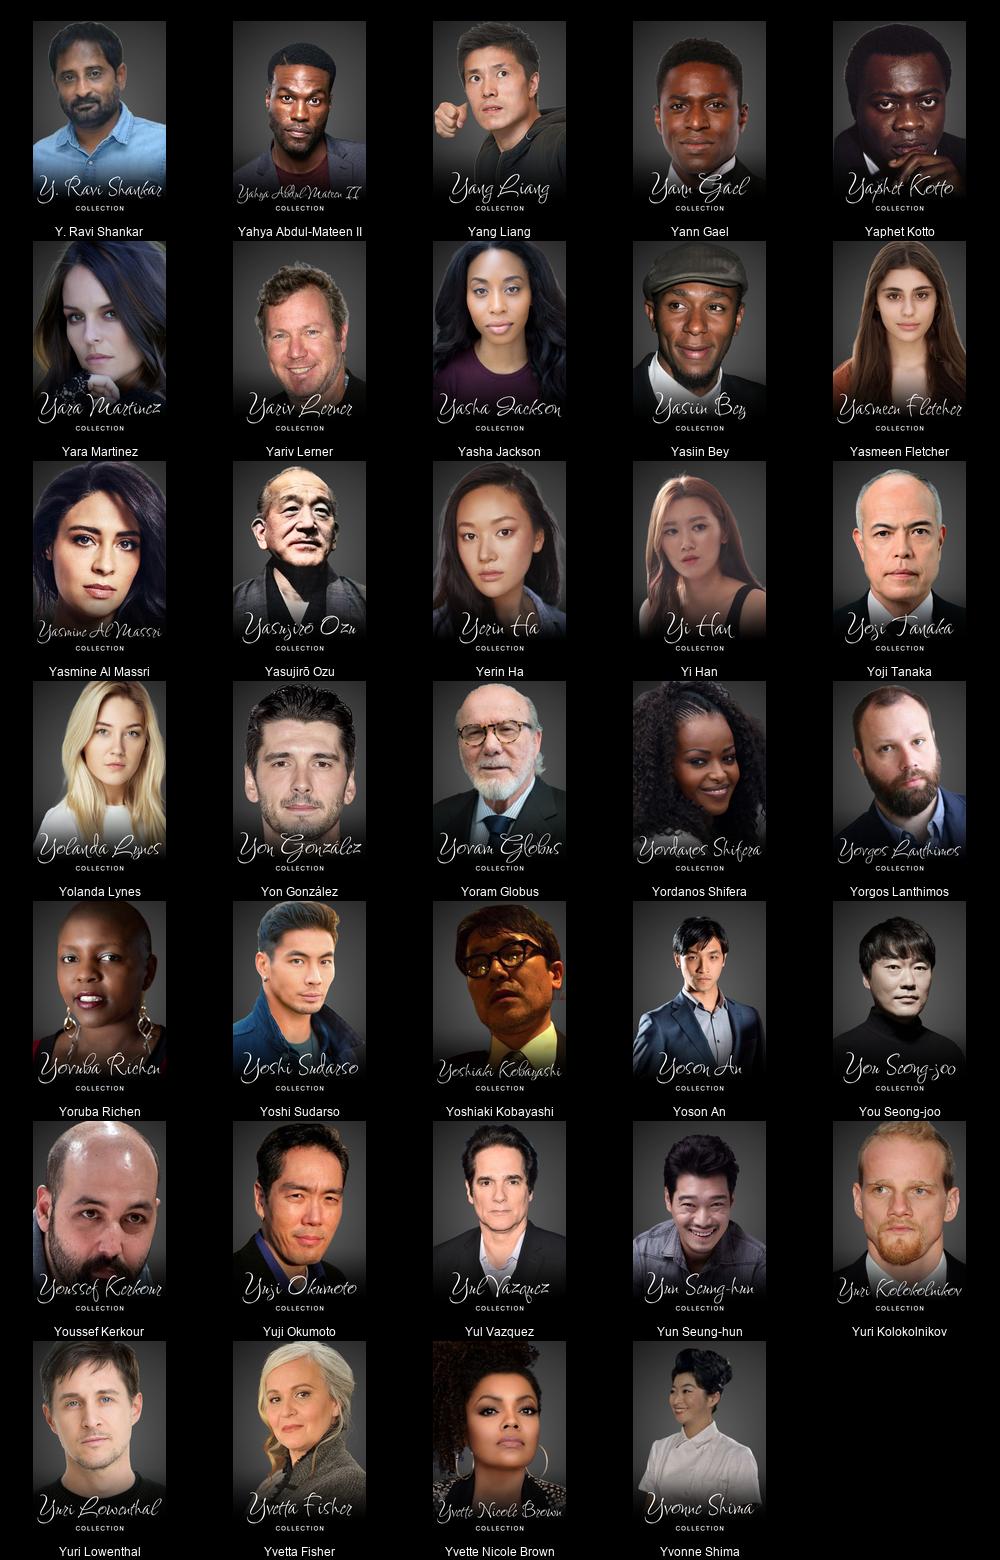 Y. Ravi Shankar Yahya Abdul-Mateen II Yang Liang Yann Gael Yaphet Kotto
COLLECTION COLLECTION COLLECTION COLLECTION COLLECTION
Y. Ravi Shankar Yahya Abdul-Mateen II Yang Liang Yann Gael Yaphet Kotto
Yara Martinez Yariv Lerner Yasha Jackson Yasiin Bey Yasmeen Fletcher
COLLECTION COLLECTION COLLECTION COLLECTION COLLECTION
Yara Martinez Yariv Lerner Yasha Jackson Yasiin Bey Yasmeen Fletcher
Yasmine Al Massri Yasujirō Ozu Yerin Ha Yi Han Yoji Tanaka
COLLECTION COLLECTION COLLECTION COLLECTION COLLECTION
Yasmine Al Massri Yasujirō Ozu Yerin Ha Yi Han Yoji Tanaka
Yolanda Lynes Yon González Yoram Globus Yordanos Shifera Yorgos Lanthimos
COLLECTION COLLECTION COLLECTION COLLECTION COLLECTION
Yolanda Lynes Yon González Yoram Globus Yordanos Shifera Yorgos Lanthimos
Yoruba Richen Yoshi Sudarso Yoshiaki Kobayashi Yoson An You Seong-joo
COLLECTION COLLECTION COLLECTION COLLECTION COLLECTION
Yoruba Richen Yoshi Sudarso Yoshiaki Kobayashi Yoson An You Seong-joo
Youssef Kerkour Yuji Okumoto Yul Vazquez Yun Seung-hun Yuri Kolokolnikov
COLLECTION COLLECTION COLLECTION COLLECTION COLLECTION
Youssef Kerkour Yuji Okumoto Yul Vazquez Yun Seung-hun Yuri Kolokolnikov
Yuri Lowenthal Yvetta Fisher Yvette Nicole Brown Yvonne Shima
COLLECTION COLLECTION COLLECTION COLLECTION
Yuri Lowenthal Yvetta Fisher Yvette Nicole Brown Yvonne Shima